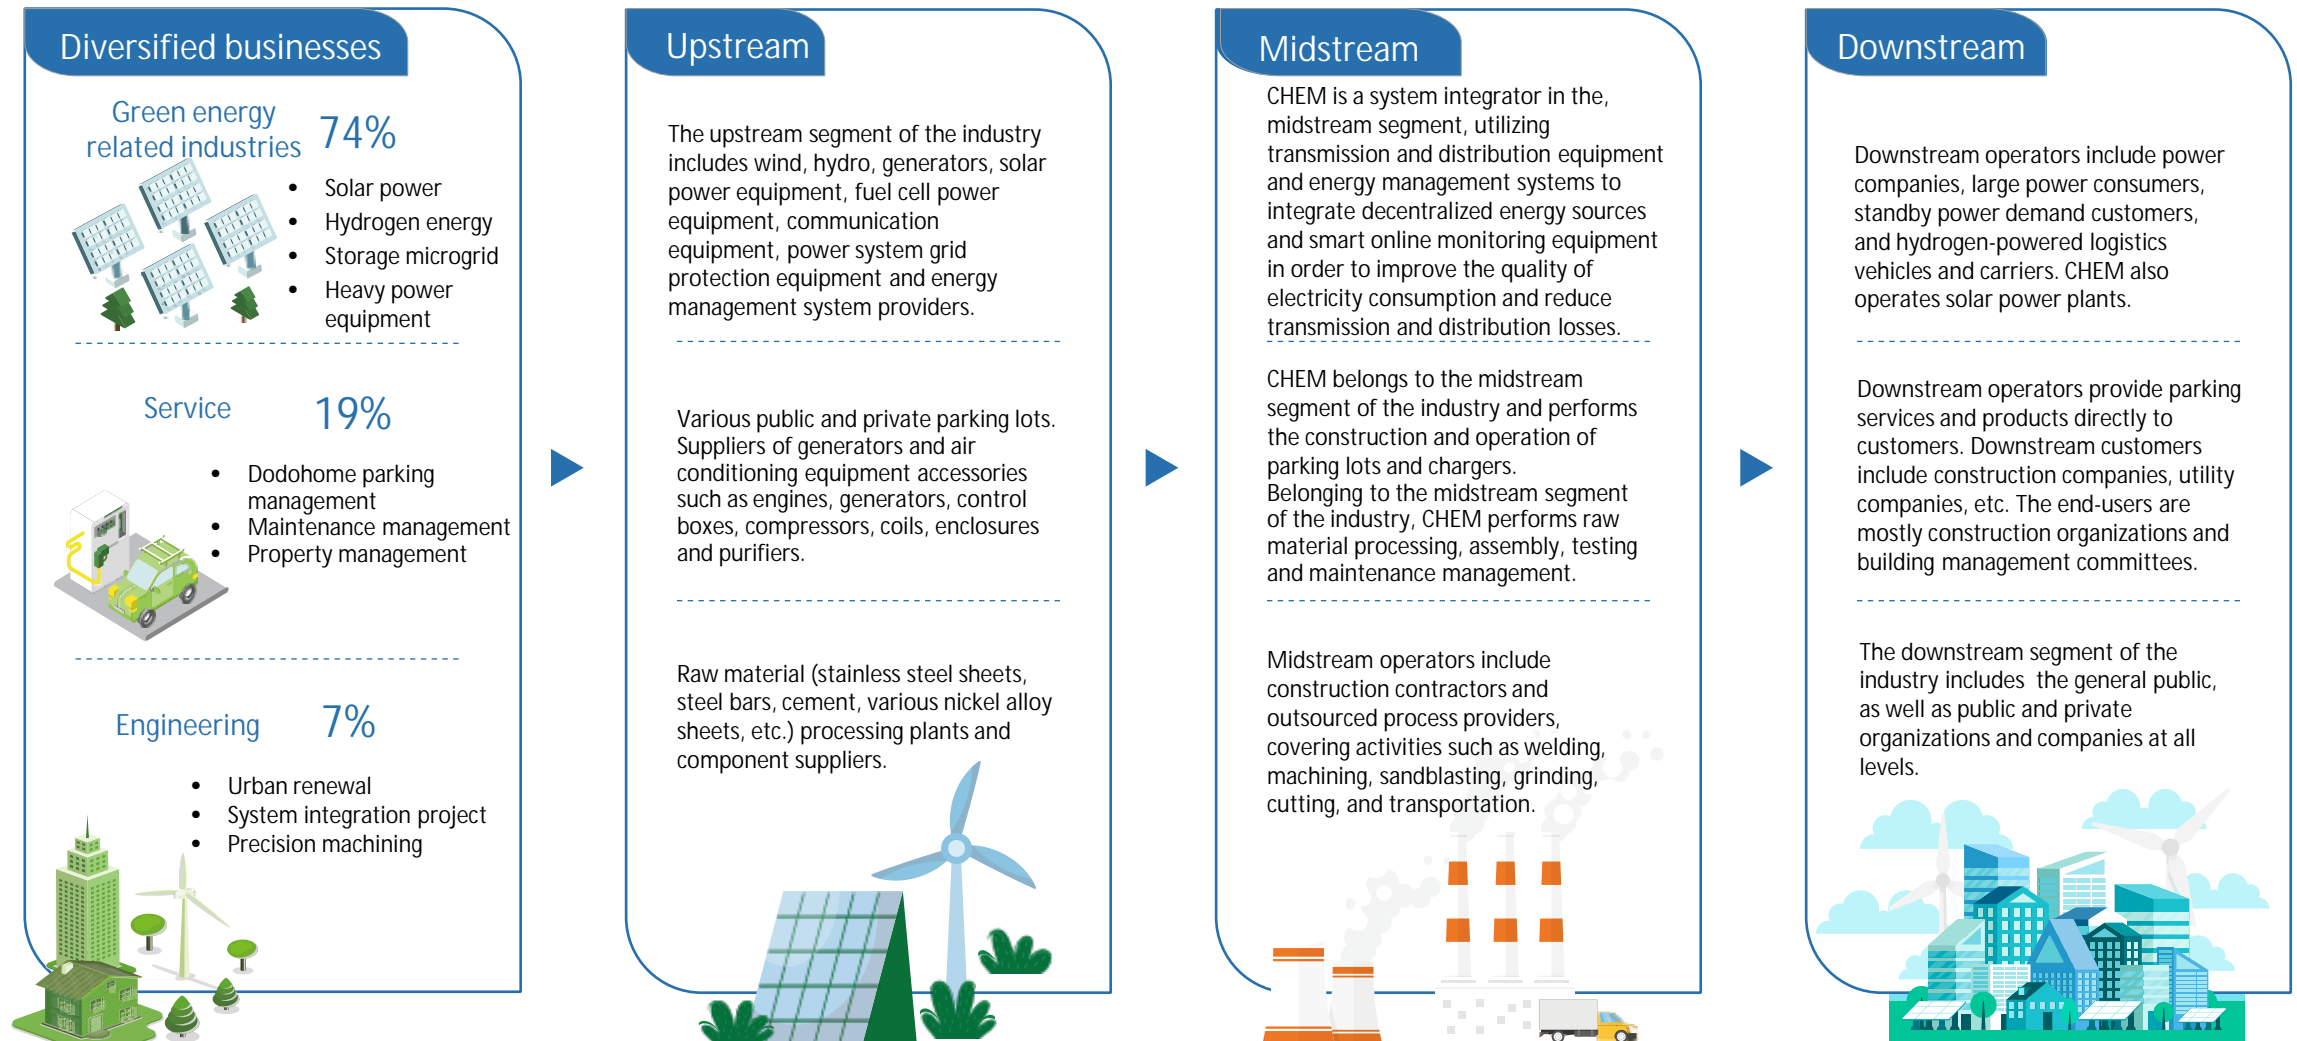 Diversified businesses
Green energy
related industries
74%
• Solar power
• Hydrogen energy
• Storage microgrid
• Heavy power
equipment
Service
19%
• Dodohome parking
management
• Maintenance management
• Property management
Engineering
7%
• Urban renewal
• System integration project
• Precision machining
Upstream
The upstream segment of the industry
includes wind, hydro, generators, solar
power equipment, fuel cell power
equipment, communication
equipment, power system grid
protection equipment and energy
management system providers.
Various public and private parking lots.
Suppliers of generators and air
conditioning equipment accessories
such as engines, generators, control
boxes, compressors, coils, enclosures
and purifiers.
Raw material (stainless steel sheets,
steel bars, cement, various nickel alloy
sheets, etc.) processing plants and
component suppliers.
Midstream
CHEM is a system integrator in the,
midstream segment, utilizing
transmission and distribution equipment
and energy management systems to
integrate decentralized energy sources
and smart online monitoring equipment
in order to improve the quality of
electricity consumption and reduce
transmission and distribution losses.
CHEM belongs to the midstream
segment of the industry and performs
the construction and operation of
parking lots and chargers.
Belonging to the midstream segment
of the industry, CHEM performs raw
material processing, assembly, testing
and maintenance management.
Midstream operators include
construction contractors and
outsourced process providers,
covering activities such as welding,
machining, sandblasting, grinding,
cutting, and transportation.
Downstream
Downstream operators include power
companies, large power consumers,
standby power demand customers,
and hydrogen-powered logistics
vehicles and carriers. CHEM also
operates solar power plants.
Downstream operators provide parking
services and products directly to
customers. Downstream customers
include construction companies, utility
companies, etc. The end-users are
mostly construction organizations and
building management committees.
The downstream segment of the
industry includes  the general public,
as well as public and private
organizations and companies at all
levels.